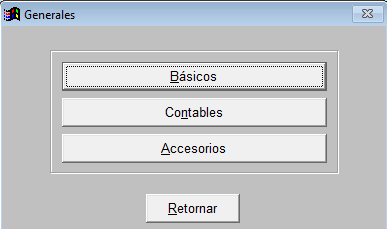 Generales
Básicos
Contables
Accesorios
Retornar